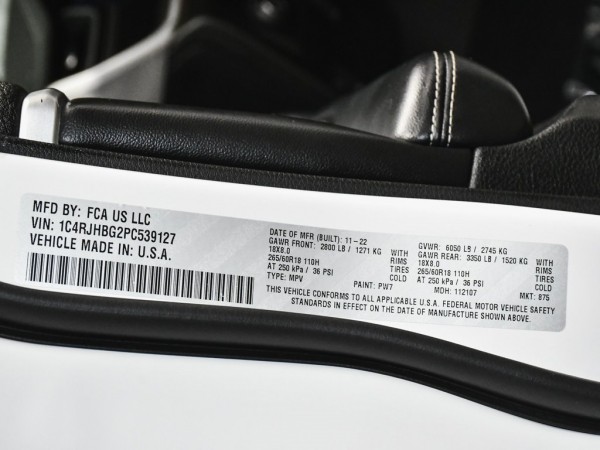 MFD BY: FCA US LLC
VIN: 1C4RJHBG2PC539127
VEHICLE MADE IN: U.S.A.
DATE OF MFR (BUILT): 11-22
GAWR FRONT: 2800 LB / 1271 KG WITH
18X8.0 RIMS
265/60R18 110H TIRES
AT 250 kPa / 36 PSI COLD
TYPE: MPV PAINT: PW7
GVWR: 6050 LB / 2745 KG
GAWR REAR: 3350 LB / 1520 KG WITH
18X8.0 RIMS
265/60R18 110H TIRES
AT 250 kPa / 36 PSI COLD
MDH: 112107 MKT: 875
THIS VEHICLE CONFORMS TO ALL APPLICABLE U.S.A. FEDERAL MOTOR VEHICLE SAFETY
STANDARDS IN EFFECT ON THE DATE OF MANUFACTURE SHOWN ABOVE.